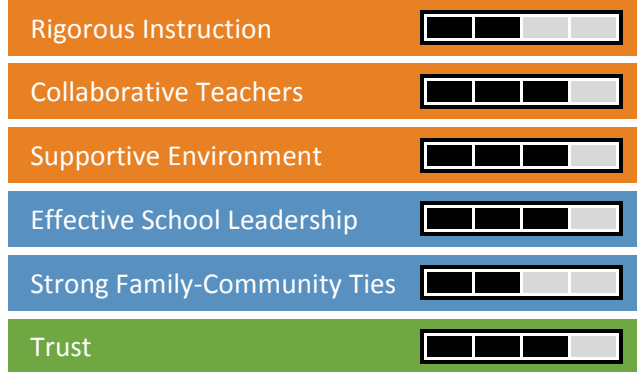 Rigorous Instruction
Collaborative Teachers
Supportive Environment
Effective School Leadership
Strong Family-Community Ties
Trust